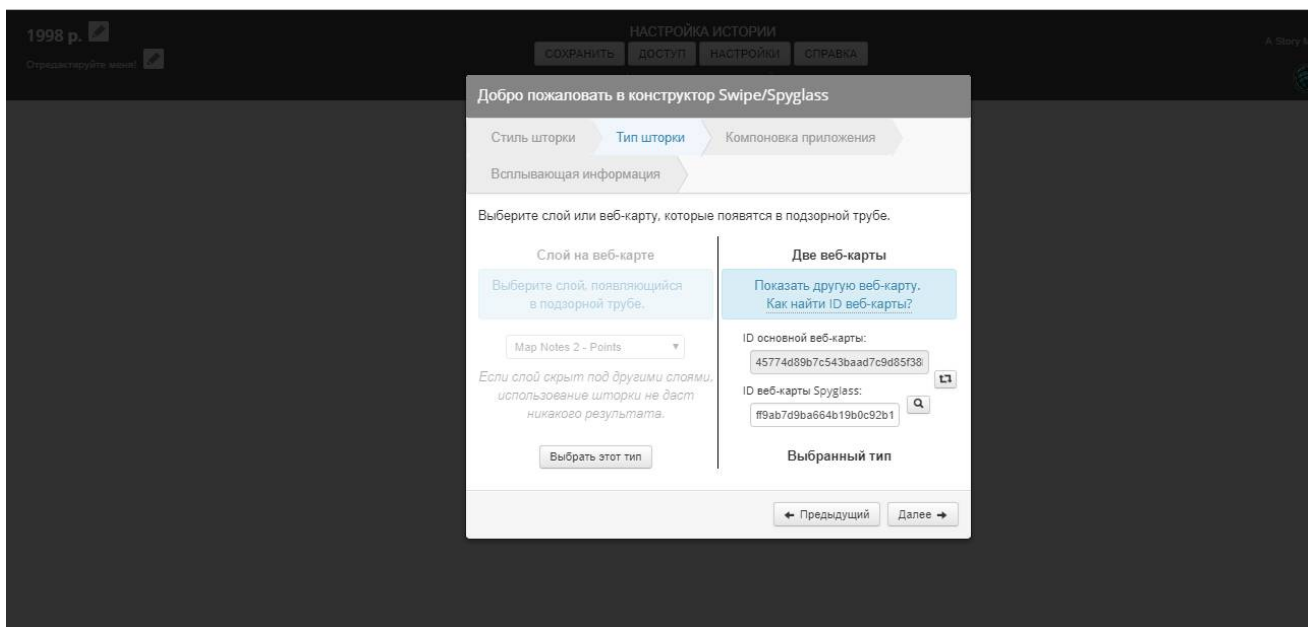 1998 р.
Отредактируйте меня!
НАСТРОЙКА ИСТОРИИ
СОХРАНИТЬ ДОСТУП НАСТРОЙКИ СПРАВКА
A Story
Добро пожаловать в конструктор Swipe/Spyglass
Стиль шторки Тип шторки Компоновка приложения
Всплывающая информация
Выберите слой или веб-карту, которые появятся в подзорной трубе.
Слой на веб-карте
Выберите слой, появляющийся
в подзорной трубе.
Map Notes 2 - Points
Если слой скрыт под другими слоями,
использование шторки не даст
никакого результата.
Выбрать этот тип
Две веб-карты
Показать другую веб-карту.
Как найти ID веб-карты?
ID основной веб-карты:
45774d89b7c543baad7c9d85f38
ID веб-карты Spyglass:
ff9ab7d9ba664b19b0c92b1
Выбранный тип
Предыдущий Далее